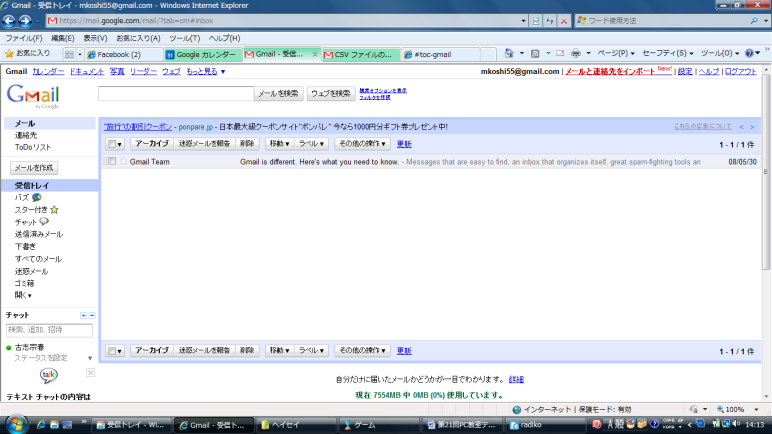 Gmail - 受信トレイ - mkoshi55@gmail.com - Windows Internet Explorer
https://mail.google.com/mail/?tab=cm#inbox
ワード使用方法
ファイル(F) 編集(E) 表示(V) お気に入り(A) ツール(T) ヘルプ(H)
お気に入り
Facebook (2)
Google カレンダー
Gmail - 受信...
CSV ファイルの...
#toc-gmail
ページ(P) セーフティ(S) ツール(O)
Gmail カレンダー ドキュメント 写真 リーダー ウェブ もっと見る ▼
mkoshi55@gmail.com | メールと連絡先をインポート New! | 設定 | ヘルプ | ログアウト
Gmail
by Google
メールを検索 ウェブを検索
検索オプションを表示
フィルタを作成
メール
連絡先
ToDo リスト
メールを作成
受信トレイ
バズ
スター付き
チャット
送信済みメール
下書き
すべてのメール
迷惑メール
ゴミ箱
開く ▼
チャット
検索、追加、招待
古志宗春
ステータスを設定
talk
テキスト チャットの内容は
"旅行"の割引クーポン - ponpare.jp - 日本最大級クーポンサイト"ポンパレ" 今なら1000円分ギフト券プレゼント中!
こちらの広告について < >
アーカイブ 迷惑メールを報告 削除 移動 ▼ ラベル ▼ その他の操作 ▼ 更新 1 - 1 / 1 件
Gmail Team Gmail is different. Here's what you need to know. - Messages that are easy to find, an inbox that organizes itself, great spam-fighting tools an 08/05/30
アーカイブ 迷惑メールを報告 削除 移動 ▼ ラベル ▼ その他の操作 ▼ 更新 1 - 1 / 1 件
自分だけに届いたメールかどうかが一目でわかります。 詳細
現在 7554MB 中 0MB (0%) 使用しています。
インターネット | 保護モード: 有効 100%
受信トレイ - Wi...
Gmail - 受信ト...
ヘイセイ
ゲーム
第21回PC教室テ...
radiko
A 般
14:13